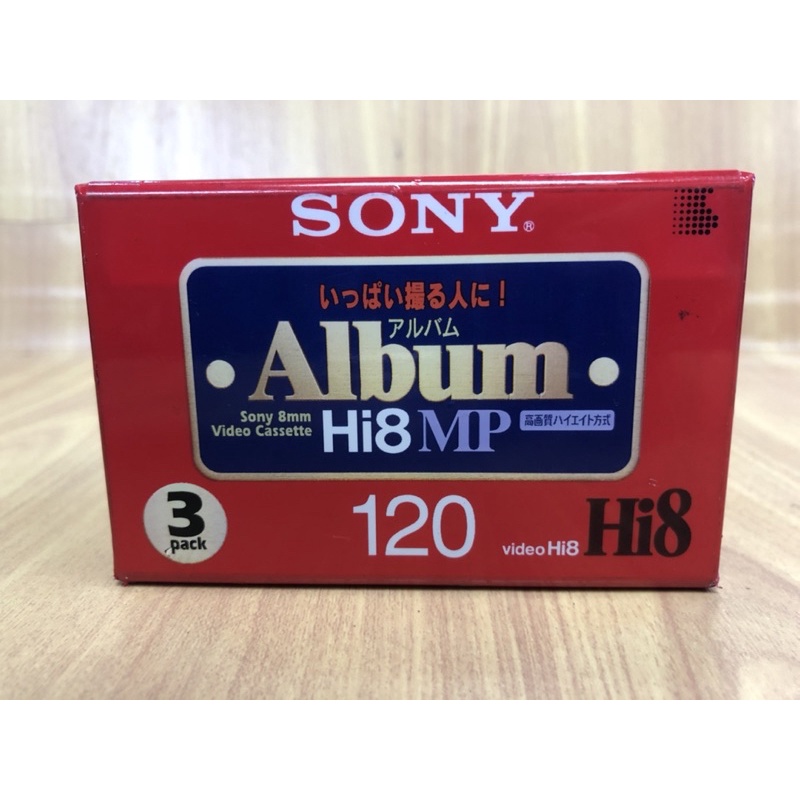 SONY®
いっぱい撮る人に!
アルバム
Album
Sony 8mm
Video Cassette
Hi8 MP
高画質ハイエイト方式
3
pack
120
video Hi8
Hi8